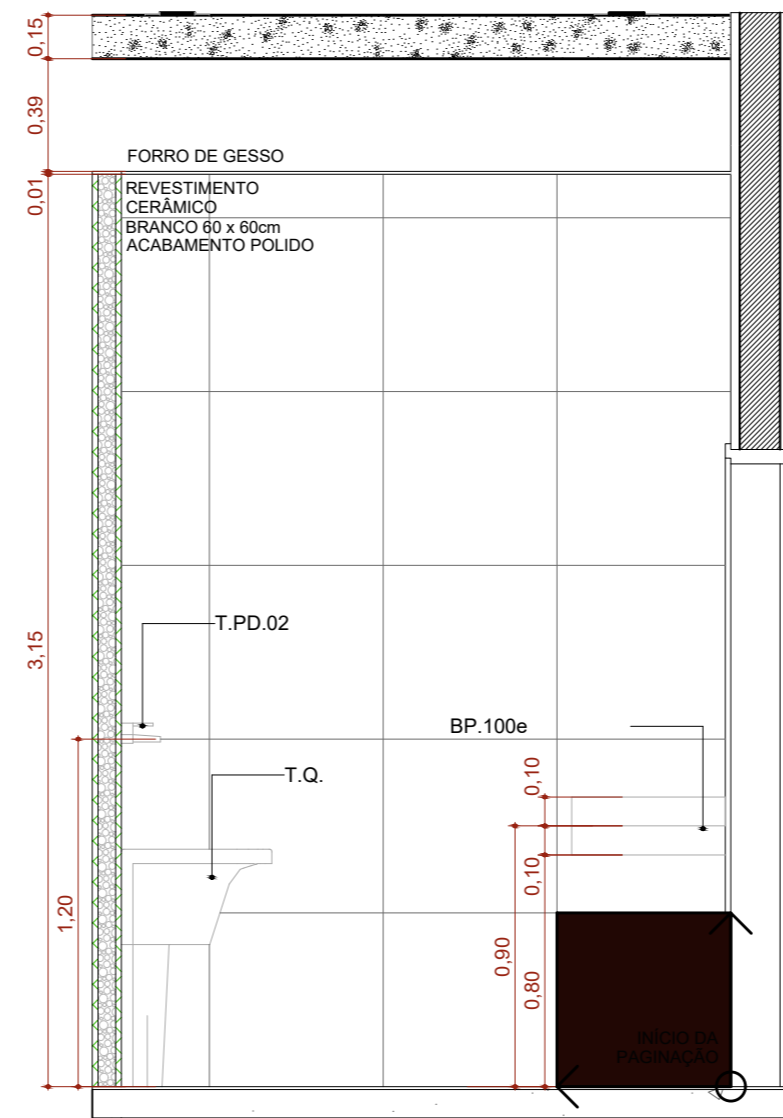 0,15
0,39
FORRO DE GESSO
0,01
REVESTIMENTO
CERÂMICO
BRANCO 60 x 60cm
ACABAMENTO POLIDO
3,15
T.PD.02
BP.100e
T.Q.
0,10
0,10
1,20
0,90
0,80
INÍCIO DA
PAGINAÇÃO